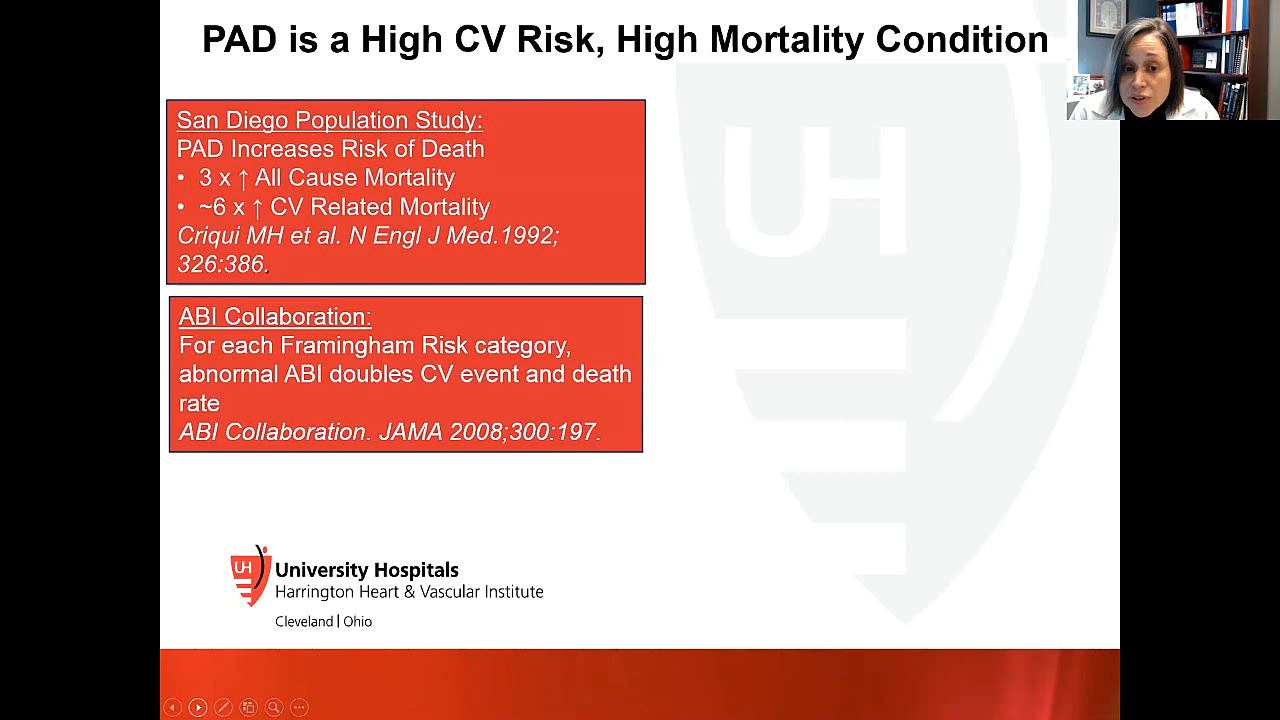 PAD is a High CV Risk, High Mortality Condition
San Diego Population Study:
PAD Increases Risk of Death
• 3 x ↑ All Cause Mortality
• ~6 x ↑ CV Related Mortality
Criqui MH et al. N Engl J Med.1992;
326:386.
ABI Collaboration:
For each Framingham Risk category,
abnormal ABI doubles CV event and death
rate
ABI Collaboration. JAMA 2008;300:197.
UH
UH
University Hospitals
Harrington Heart & Vascular Institute
Cleveland | Ohio